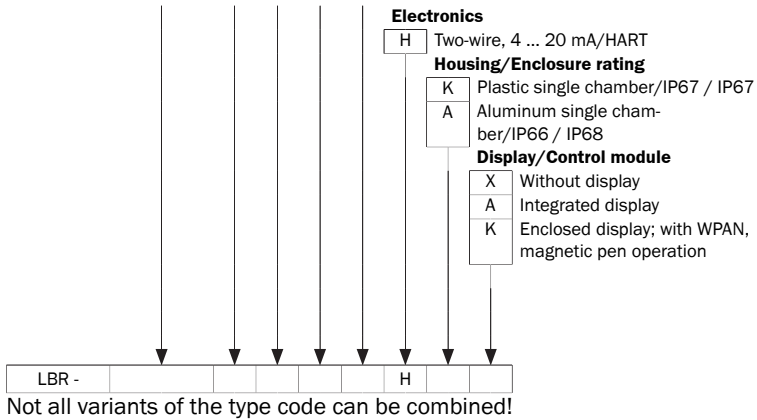 Electronics
H Two-wire, 4 ... 20 mA/HART
Housing/Enclosure rating
K Plastic single chamber/IP67 / IP67
A Aluminum single cham-
ber/IP66 / IP68
Display/Control module
X Without display
A Integrated display
K Enclosed display; with WPAN,
magnetic pen operation
LBR - H
Not all variants of the type code can be combined!